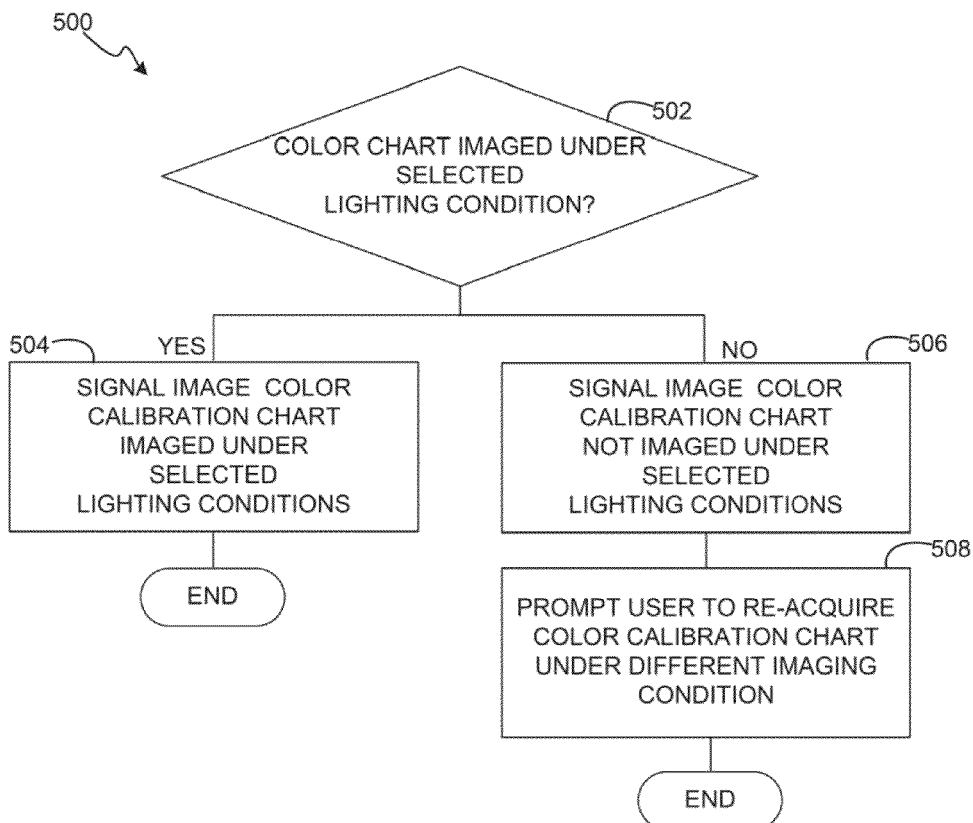 500
502
COLOR CHART IMAGED UNDER
SELECTED
LIGHTING CONDITION?
504
YES
SIGNAL IMAGE COLOR
CALIBRATION CHART
IMAGED UNDER
SELECTED
LIGHTING CONDITIONS
END
NO
506
SIGNAL IMAGE COLOR
CALIBRATION CHART
NOT IMAGED UNDER
SELECTED
LIGHTING CONDITIONS
508
PROMPT USER TO RE-ACQUIRE
COLOR CALIBRATION CHART
UNDER DIFFERENT IMAGING
CONDITION
END